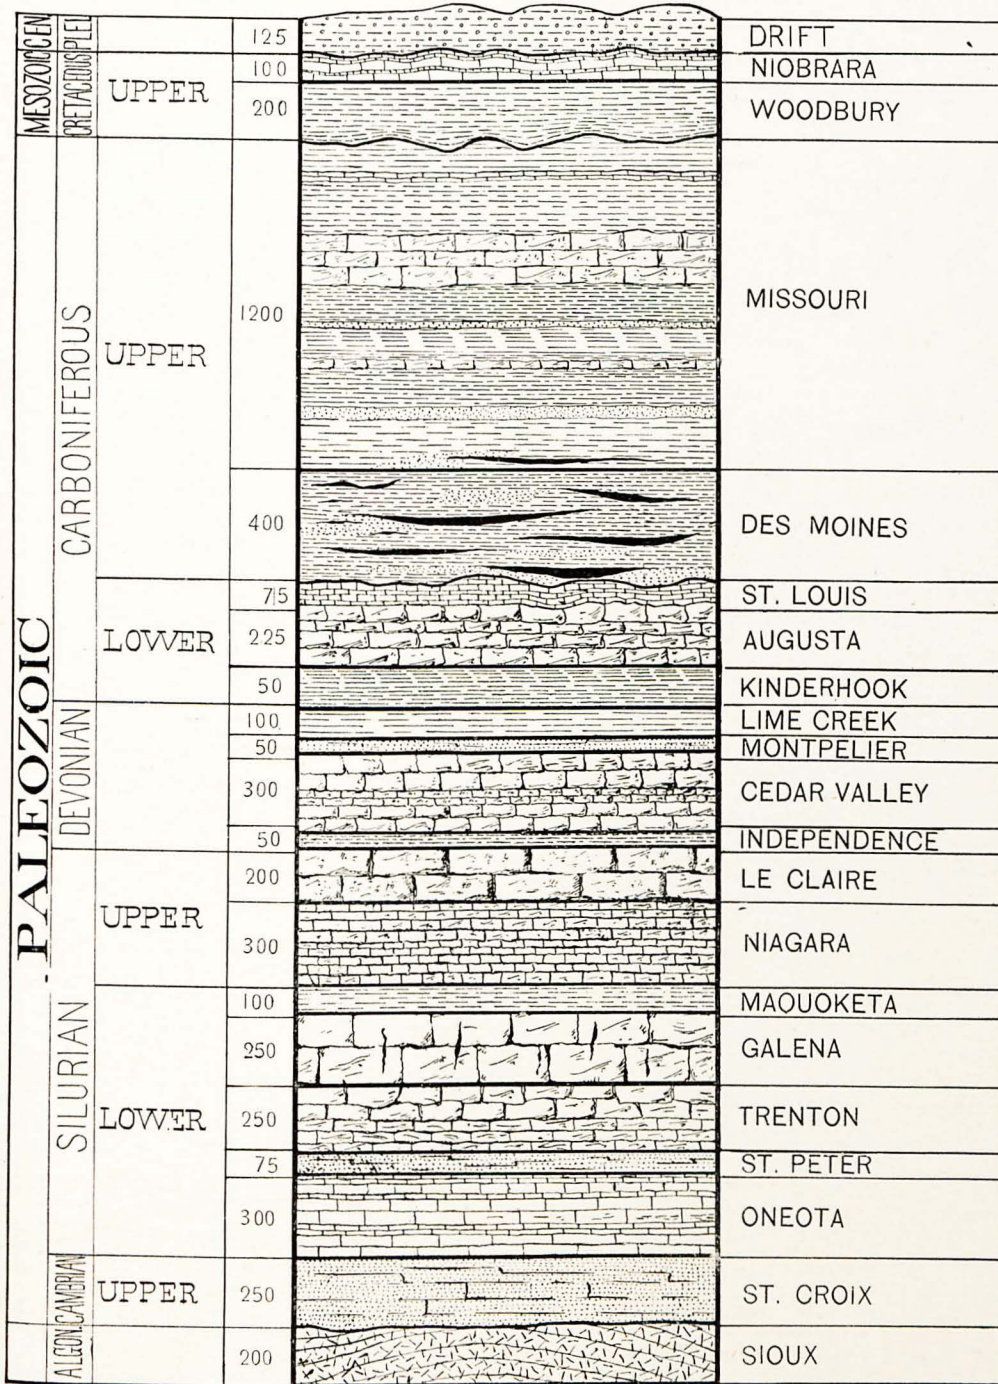 CEN. PLEI. 125 DRIFT
MESOZOIC CRETACEOUS UPPER 100 NIOBRARA
200 WOODBURY
PALEOZOIC CARBONIFEROUS UPPER 1200 MISSOURI
400 DES MOINES
LOWER 75 ST. LOUIS
225 AUGUSTA
50 KINDERHOOK
DEVONIAN 100 LIME CREEK
50 MONTPELIER
300 CEDAR VALLEY
50 INDEPENDENCE
SILURIAN UPPER 200 LE CLAIRE
300 NIAGARA
LOWER 100 MAQUOKETA
250 GALENA
250 TRENTON
75 ST. PETER
300 ONEOTA
CAMBRIAN UPPER 250 ST. CROIX
ALGON. 200 SIOUX